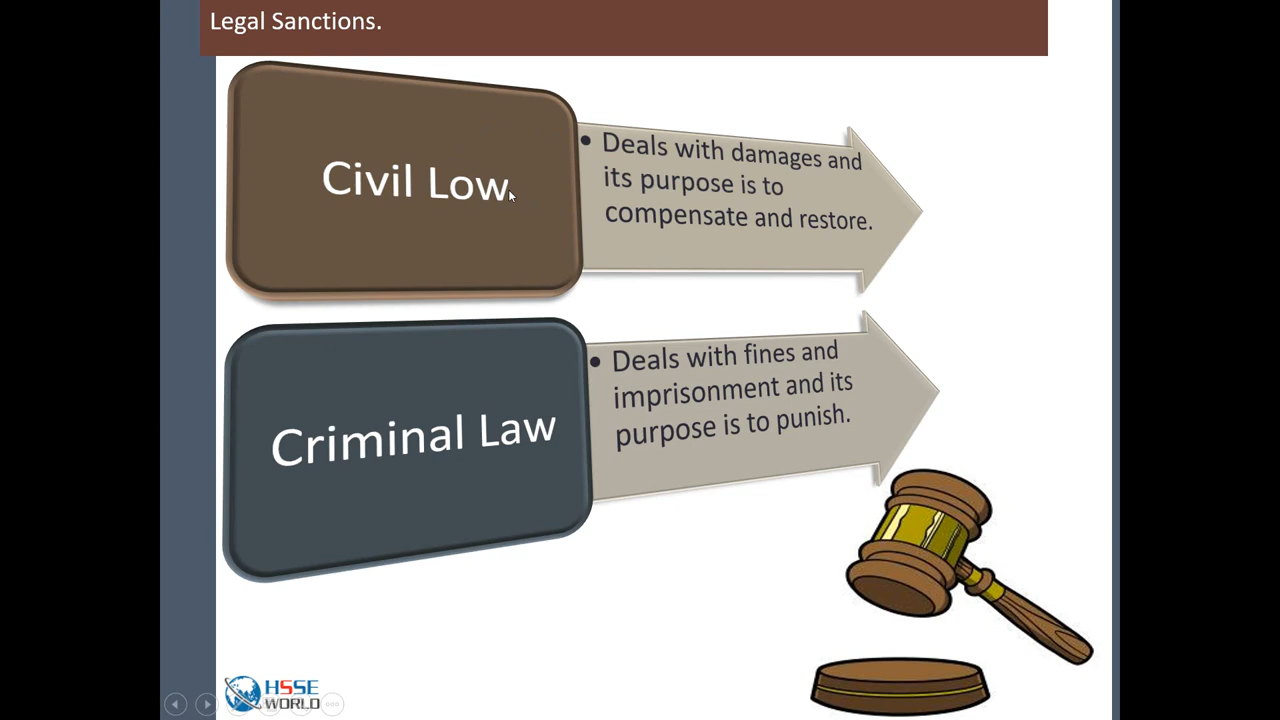 Legal Sanctions.
Civil Low
• Deals with damages and
its purpose is to
compensate and restore.
Criminal Law
• Deals with fines and
imprisonment and its
purpose is to punish.
HSSE
WORLD